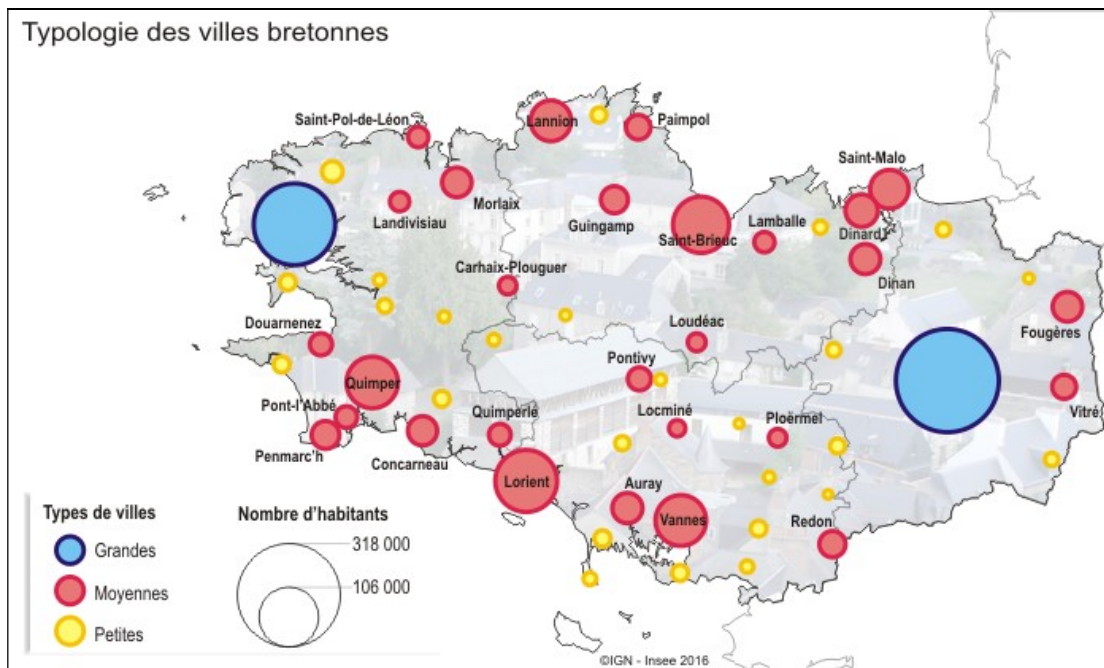 Typologie des villes bretonnes
Saint-Pol-de-Léon
Lannion
Paimpol
Saint-Malo
Morlaix
Landivisiau
Guingamp
Saint-Brieuc
Lamballe
Dinard
Dinan
Carhaix-Plouguer
Fougères
Douarnenez
Loudéac
Pontivy
Quimper
Vitré
Pont-l'Abbé
Quimperlé
Locminé
Ploërmel
Penmarc'h
Concarneau
Lorient
Auray
Vannes
Redon
Types de villes
Grandes
Moyennes
Petites
Nombre d'habitants
318 000
106 000
©IGN - Insee 2016